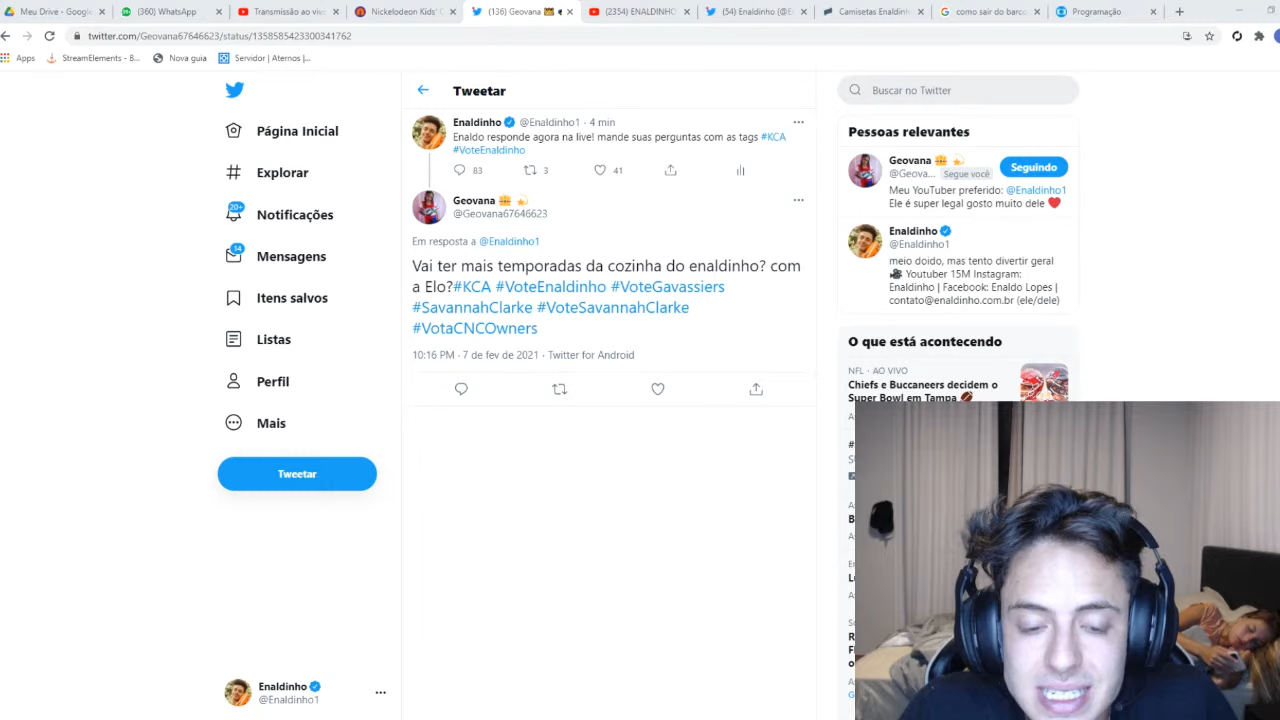 Meu Drive - Google
(360) WhatsApp
Transmissão ao viv
Nickelodeon Kids' C
(136) Geovana
(2354) ENALDINHO
(54) Enaldinho (@E
Camisetas Enaldinh
como sair do barco
Programação
twitter.com/Geovana67646623/status/1358585423300341762
Apps
StreamElements - B...
Nova guia
Servidor | Aternos |...
Página Inicial
Explorar
20+
Notificações
14
Mensagens
Itens salvos
Listas
Perfil
Mais
Tweetar
Enaldinho
@Enaldinho1
Tweetar
Enaldinho @Enaldinho1 · 4 min
Enaldo responde agora na live! mande suas perguntas com as tags #KCA
#VoteEnaldinho
83 3 41
Geovana
@Geovana67646623
Em resposta a @Enaldinho1
Vai ter mais temporadas da cozinha do enaldinho? com
a Elo?#KCA #VoteEnaldinho #VoteGavassiers
#SavannahClarke #VoteSavannahClarke
#VotaCNCOwners
10:16 PM · 7 de fev de 2021 · Twitter for Android
Buscar no Twitter
Pessoas relevantes
Geovana
@Geova... Segue você
Seguindo
Meu YouTuber preferido: @Enaldinho1
Ele é super legal gosto muito dele
Enaldinho
@Enaldinho1
meio doido, mas tento divertir geral
Youtuber 15M Instagram:
Enaldinho | Facebook: Enaldo Lopes |
contato@enaldinho.com.br (ele/dele)
O que está acontecendo
NFL · AO VIVO
Chiefs e Buccaneers decidem o
Super Bowl em Tampa